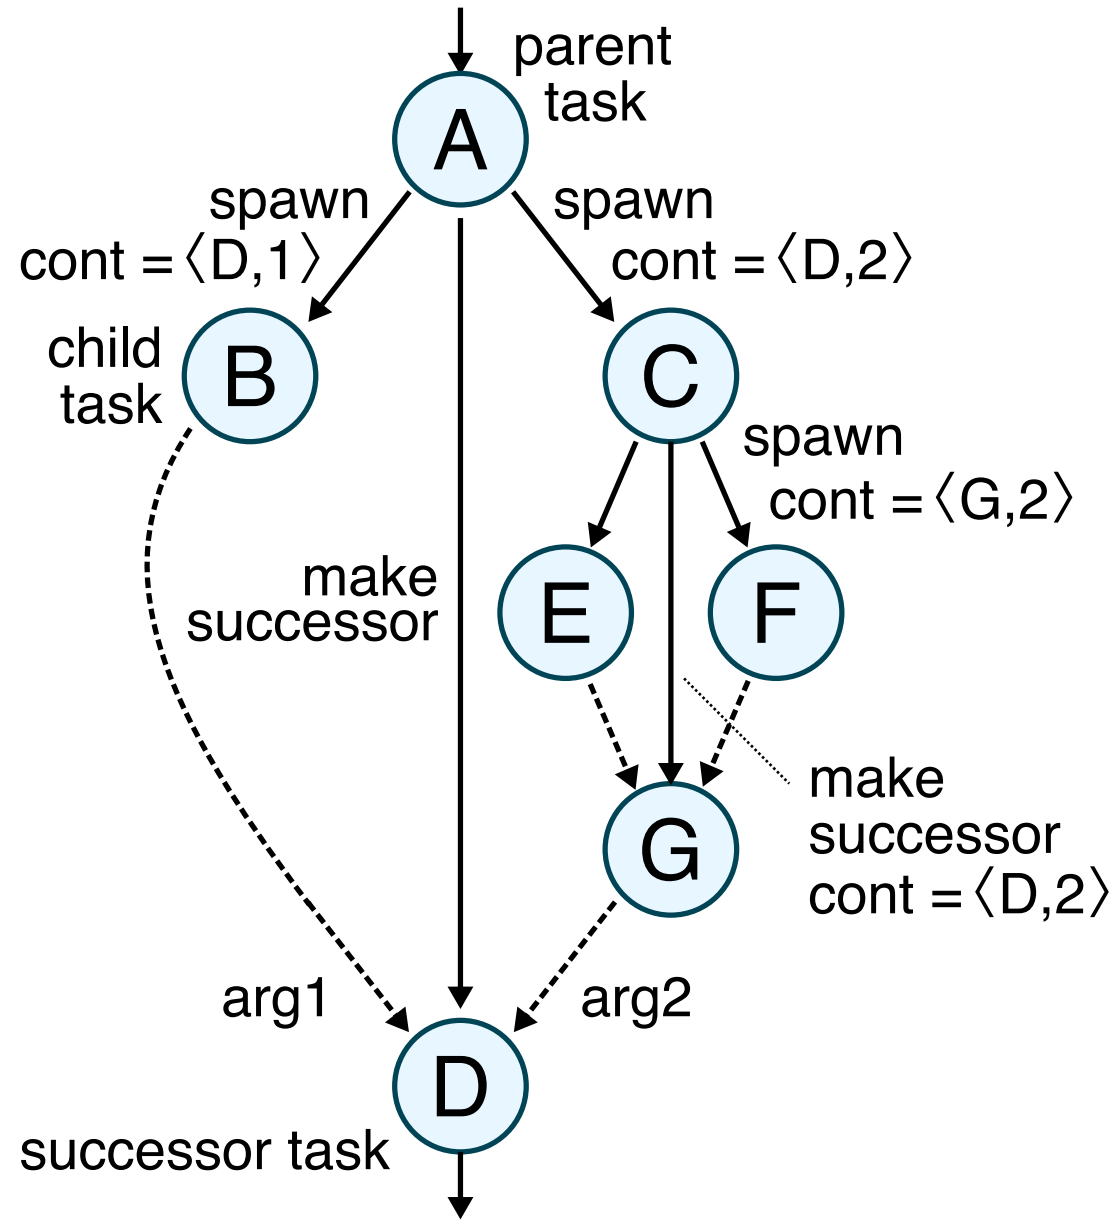 parent
task
A
spawn
spawn
cont = ⟨D,1⟩
cont = ⟨D,2⟩
child
task
B
C
spawn
cont = ⟨G,2⟩
make
successor
E
F
make
successor
cont = ⟨D,2⟩
G
arg1
arg2
D
successor task